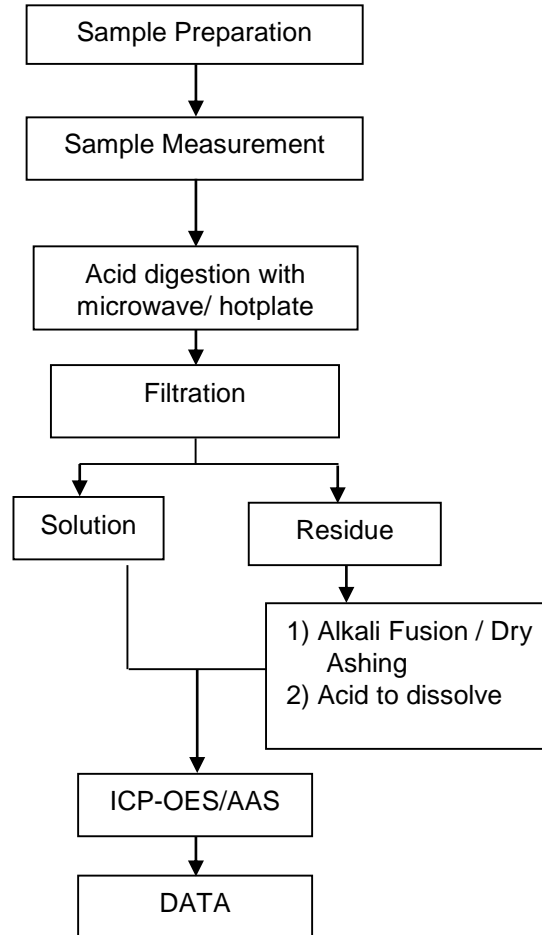 Sample Preparation
Sample Measurement
Acid digestion with
microwave/ hotplate
Filtration
Solution
Residue
1) Alkali Fusion / Dry
Ashing
2) Acid to dissolve
ICP-OES/AAS
DATA